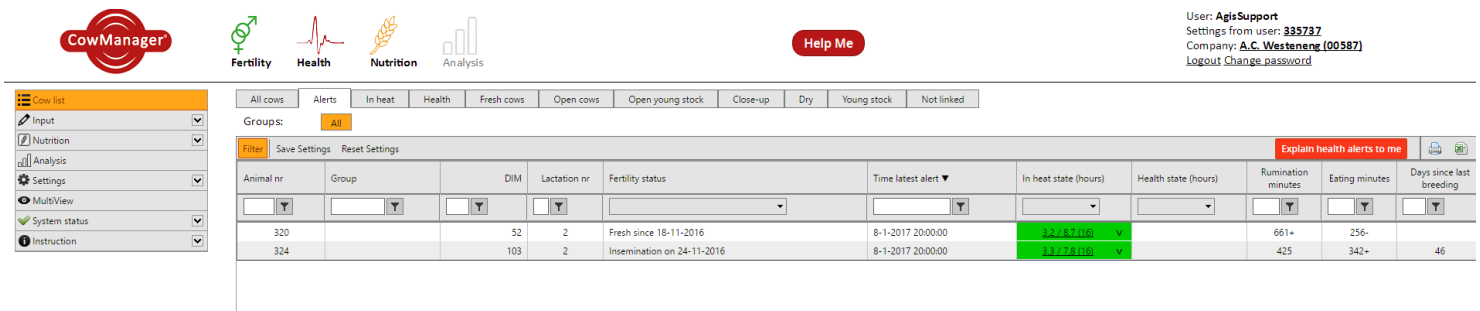 CowManager®
Fertility Health Nutrition Analysis
Help Me
User: AgisSupport
Settings from user: 335737
Company: A.C. Westeneng (00587)
Logout Change password
Cow list
Input
Nutrition
Analysis
Settings
MultiView
System status
Instruction
All cows Alerts In heat Health Fresh cows Open cows Open young stock Close-up Dry Young stock Not linked
Groups: All
Filter Save Settings Reset Settings Explain health alerts to me
Animal nr Group DIM Lactation nr Fertility status Time latest alert ▼ In heat state (hours) Health state (hours) Rumination minutes Eating minutes Days since last breeding
320 52 2 Fresh since 18-11-2016 8-1-2017 20:00:00 3,2 / 8,7 (16) v 661+ 256-
324 103 2 Insemination on 24-11-2016 8-1-2017 20:00:00 3,3 / 7,8 (16) v 425 342+ 46